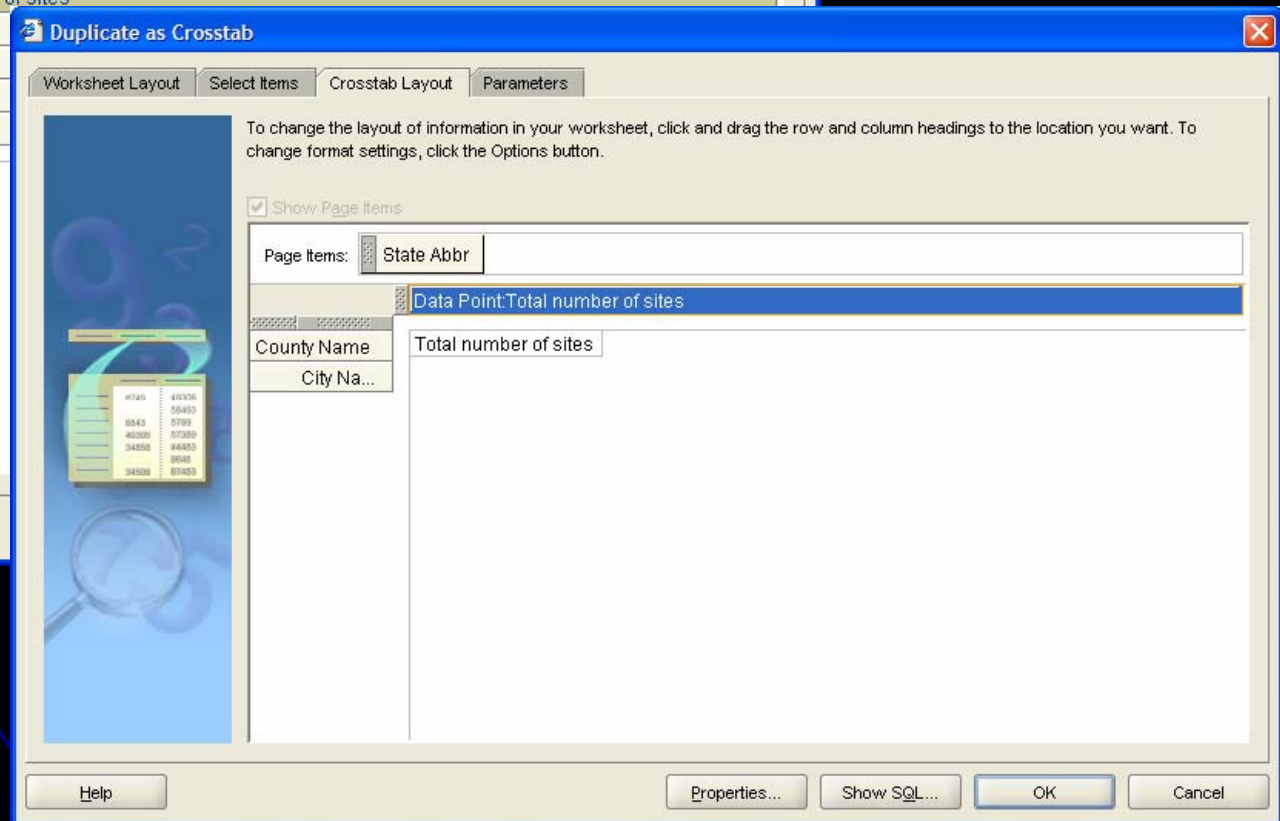 of sites
Duplicate as Crosstab
Worksheet Layout Select Items Crosstab Layout Parameters
To change the layout of information in your worksheet, click and drag the row and column headings to the location you want. To
change format settings, click the Options button.
Show Page Items
Page Items: State Abbr
Data Point:Total number of sites
County Name Total number of sites
City Na...
Help Properties... Show SQL... OK Cancel